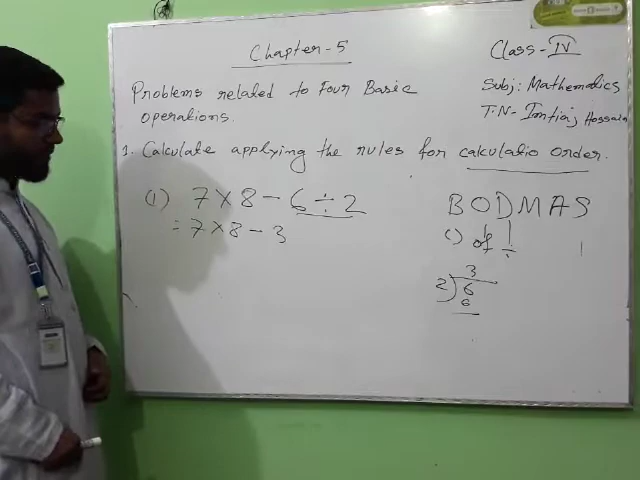 Chapter-5
Class-IV
Subj: Mathematics
T.N- Imtiaj Hossain
Problems related to Four Basic
operations.
1. Calculate applying the rules for calculatio order.
(1) 7 × 8 - 6 ÷ 2
= 7 × 8 - 3
BODMAS
( ) of ÷
3
2)6
6